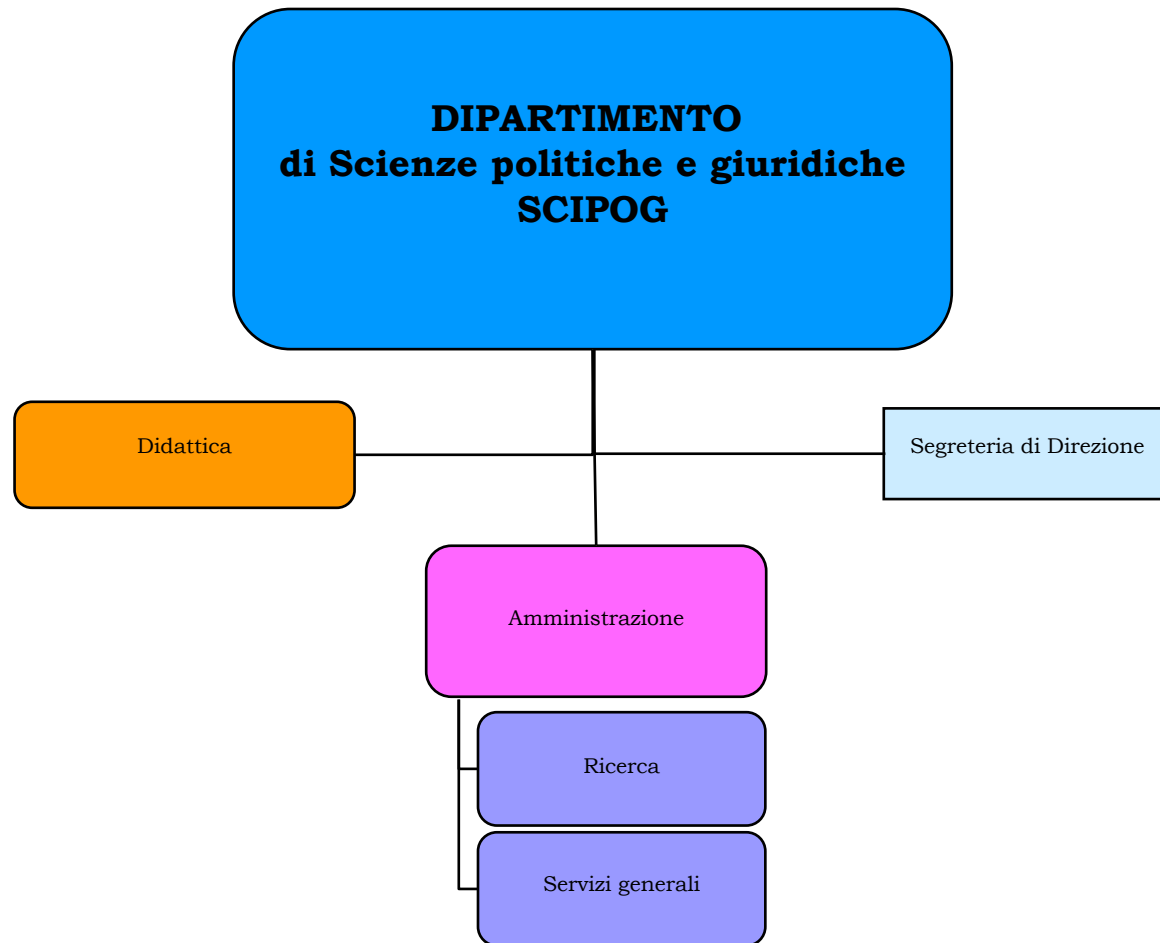 DIPARTIMENTO
di Scienze politiche e giuridiche
SCIPOG
Didattica
Segreteria di Direzione
Amministrazione
Ricerca
Servizi generali